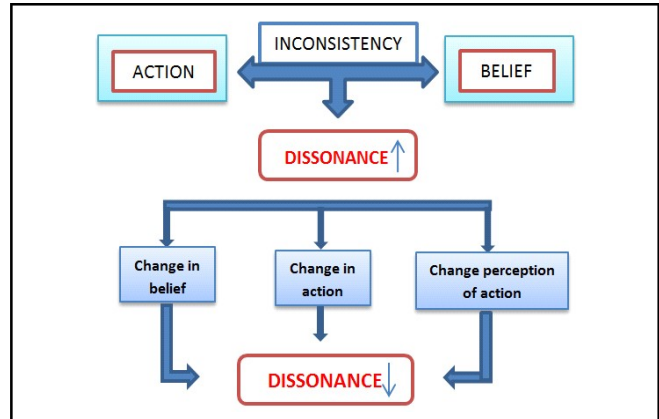 INCONSISTENCY
ACTION
BELIEF
DISSONANCE
Change in
belief
Change in
action
Change perception
of action
DISSONANCE